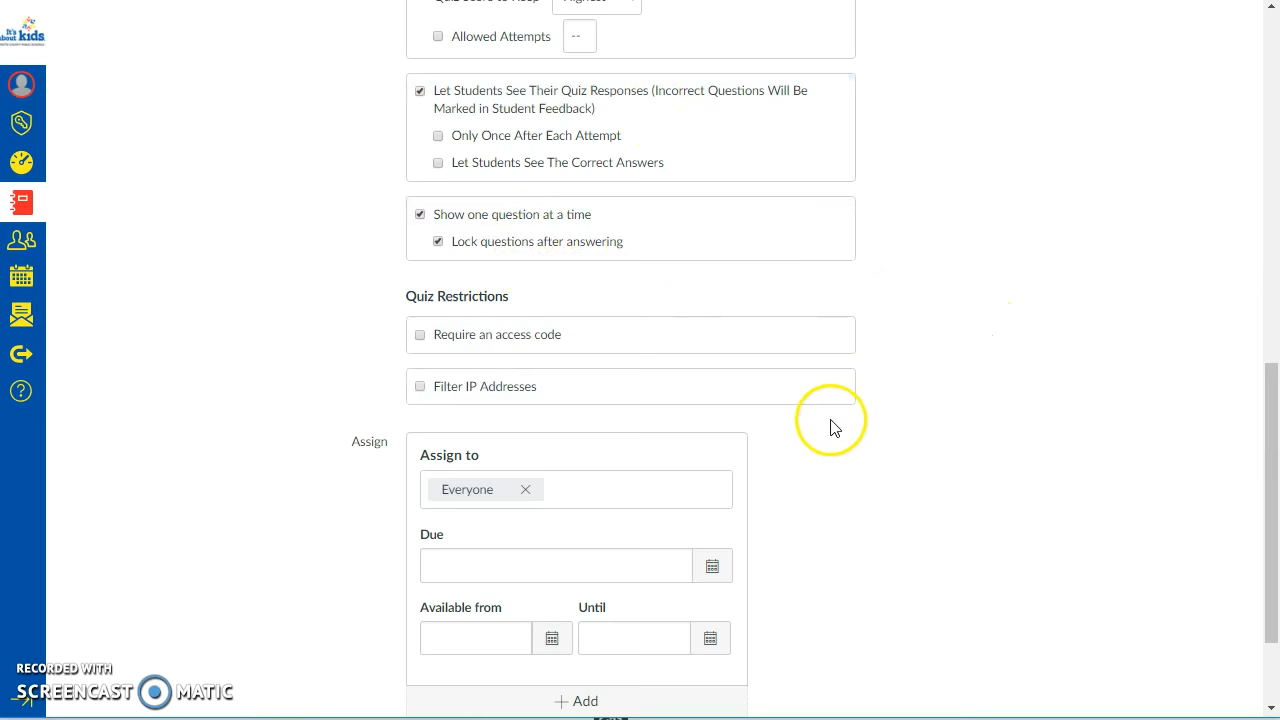 It's
about kids
Allowed Attempts
--
Let Students See Their Quiz Responses (Incorrect Questions Will Be
Marked in Student Feedback)
Only Once After Each Attempt
Let Students See The Correct Answers
Show one question at a time
Lock questions after answering
Quiz Restrictions
Require an access code
Filter IP Addresses
Assign
Assign to
Everyone
Due
Available from
Until
+ Add
RECORDED WITH
SCREENCAST MATIC